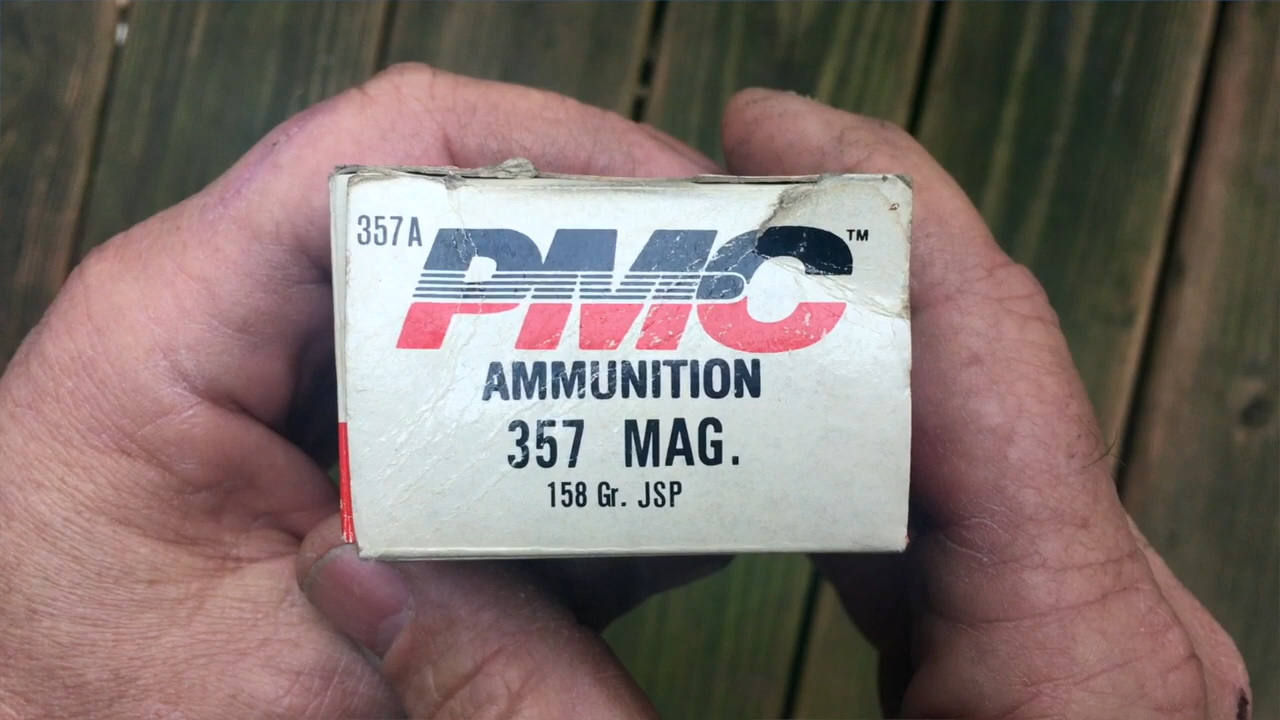 357A
PMC™
AMMUNITION
357 MAG.
158 Gr. JSP